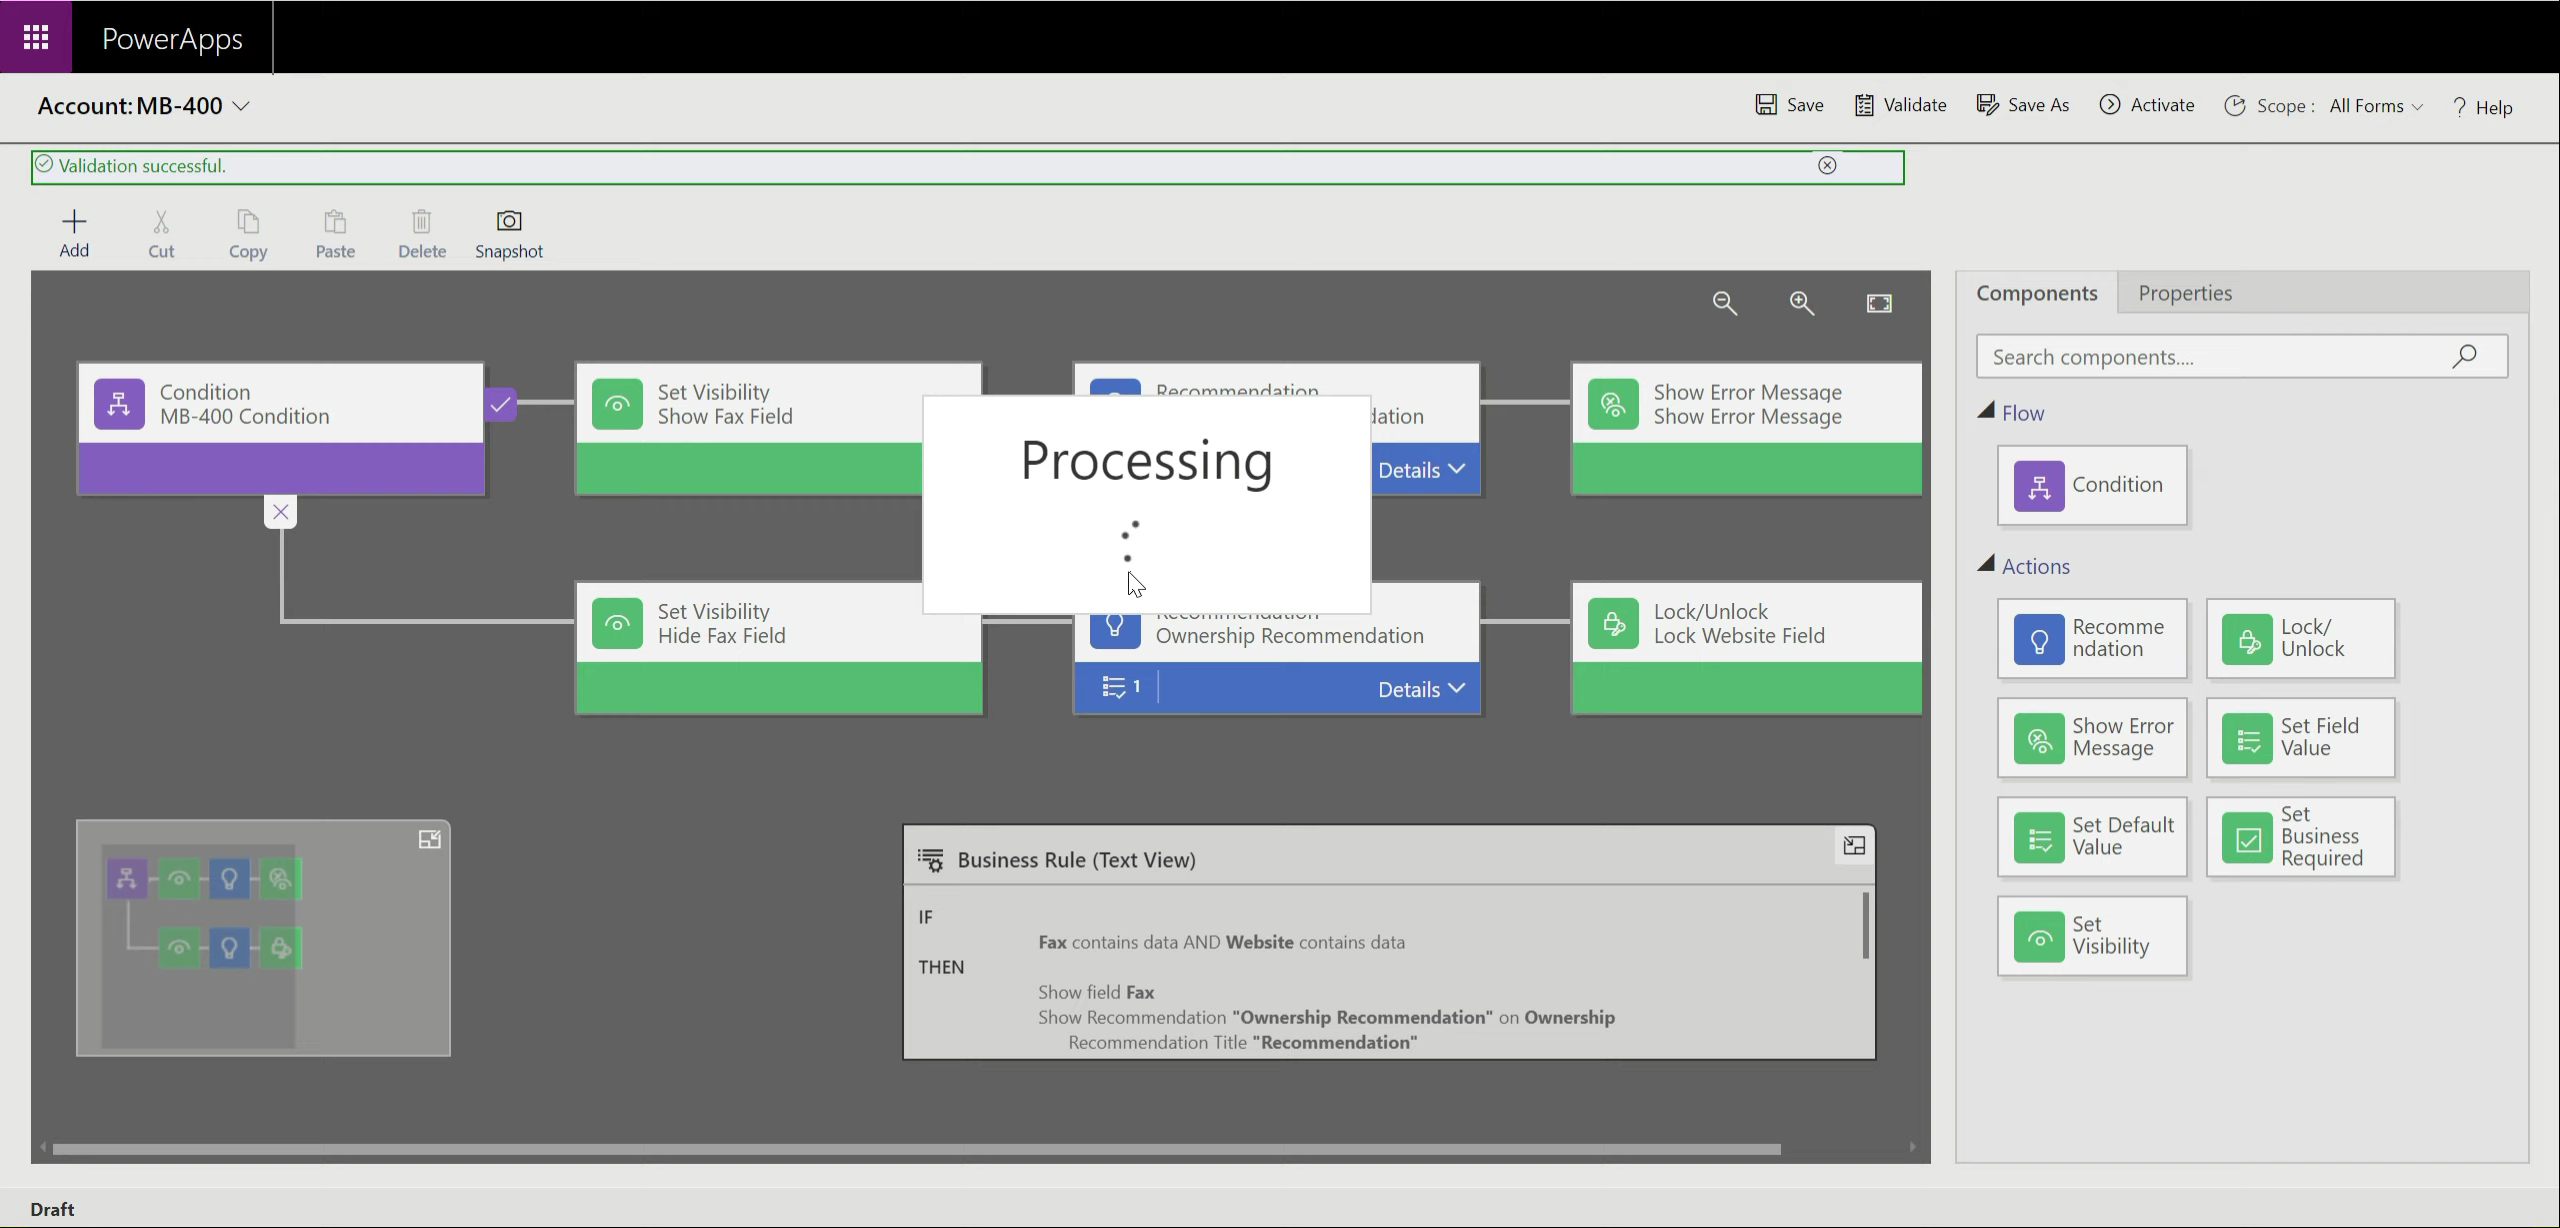 PowerApps
Account: MB-400
Save
Validate
Save As
Activate
Scope :
All Forms
? Help
Validation successful.
Add
Cut
Copy
Paste
Delete
Snapshot
Components
Properties
Search components....
Condition
MB-400 Condition
Set Visibility
Show Fax Field
Recommendation
dation
Details
Show Error Message
Show Error Message
Processing
Set Visibility
Hide Fax Field
Recommendation
Ownership Recommendation
1
Details
Lock/Unlock
Lock Website Field
Flow
Condition
Actions
Recomme
ndation
Lock/
Unlock
Show Error
Message
Set Field
Value
Set Default
Value
Set
Business
Required
Set
Visibility
Business Rule (Text View)
IF
Fax contains data AND Website contains data
THEN
Show field Fax
Show Recommendation "Ownership Recommendation" on Ownership
Recommendation Title "Recommendation"
Draft